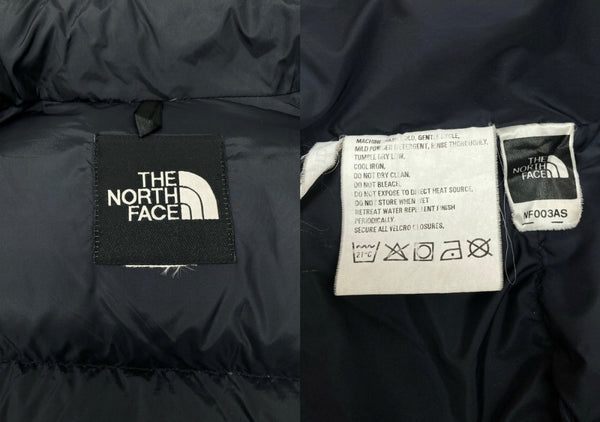 THE
NORTH
FACE
MACHINE WASH COLD, GENTLE CYCLE,
MILD POWDER DETERGENT, RINSE THOROUGHLY.
TUMBLE DRY LOW.
COOL IRON.
DO NOT DRY CLEAN.
DO NOT BLEACH.
DO NOT EXPOSE TO DIRECT HEAT SOURCE,
DO NOT STORE WHEN WET
RETREAT WATER REPELENT FINISH
PERIODICALLY.
SECURE ALL VELCRO CLOSURES.
21°C
THE
NORTH
FACE
NF003AS